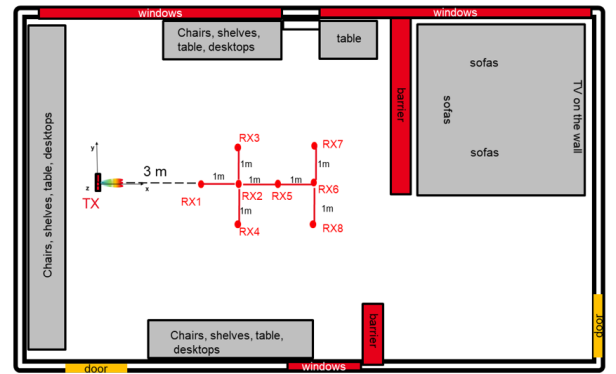 windows
windows
Chairs, shelves,
table, desktops
table
sofas
sofas
sofas
TV on the wall
barrier
Chairs, shelves, table, desktops
y
z
x
TX
3 m
RX1
1m
RX2
1m
RX3
1m
RX4
1m
RX5
1m
RX6
RX7
1m
RX8
1m
Chairs, shelves, table,
desktops
barrier
windows
door
door